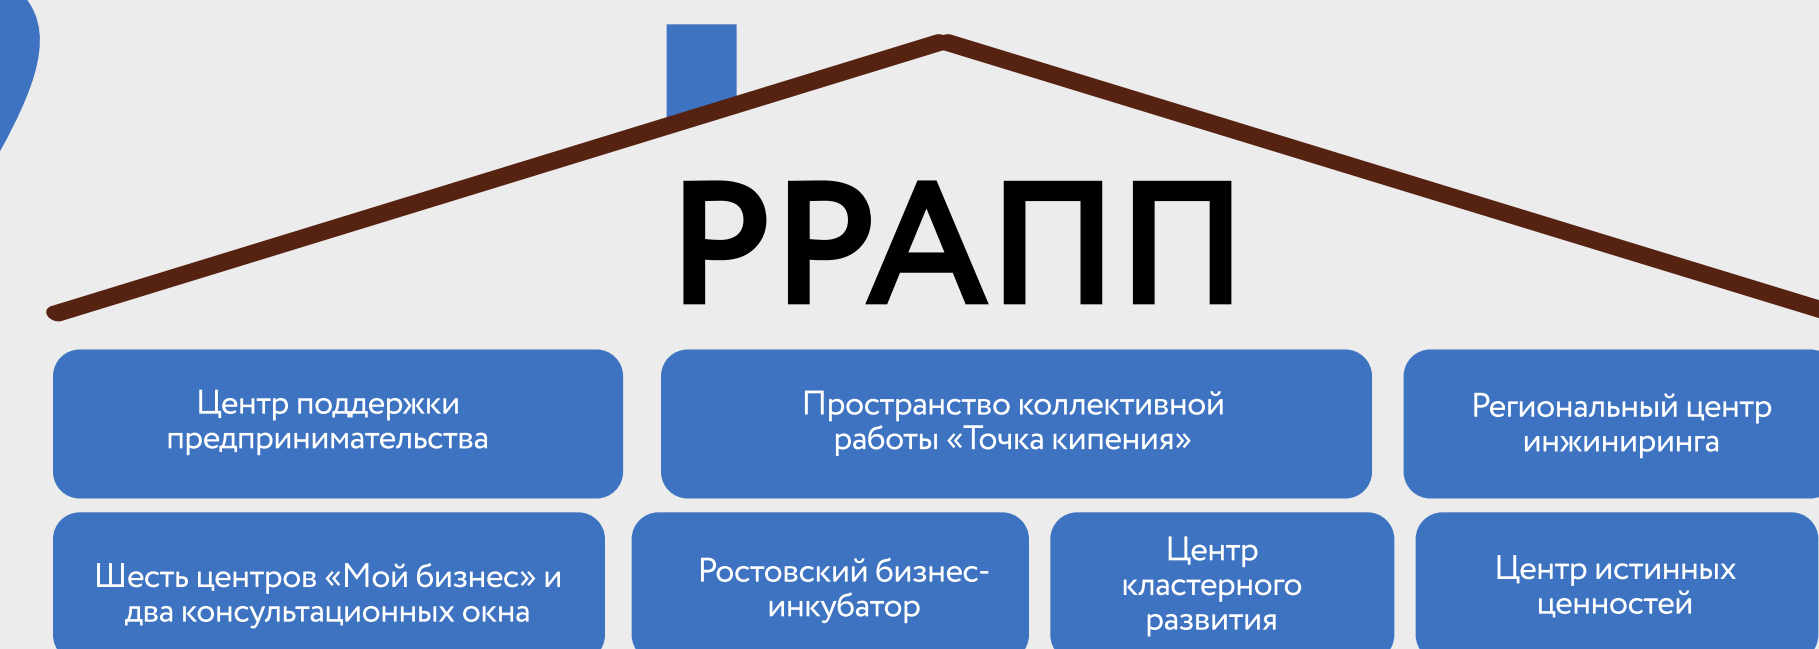 РРАПП
Центр поддержки
предпринимательства
Пространство коллективной
работы «Точка кипения»
Региональный центр
инжиниринга
Шесть центров «Мой бизнес» и
два консультационных окна
Ростовский бизнес-
инкубатор
Центр
кластерного
развития
Центр истинных
ценностей